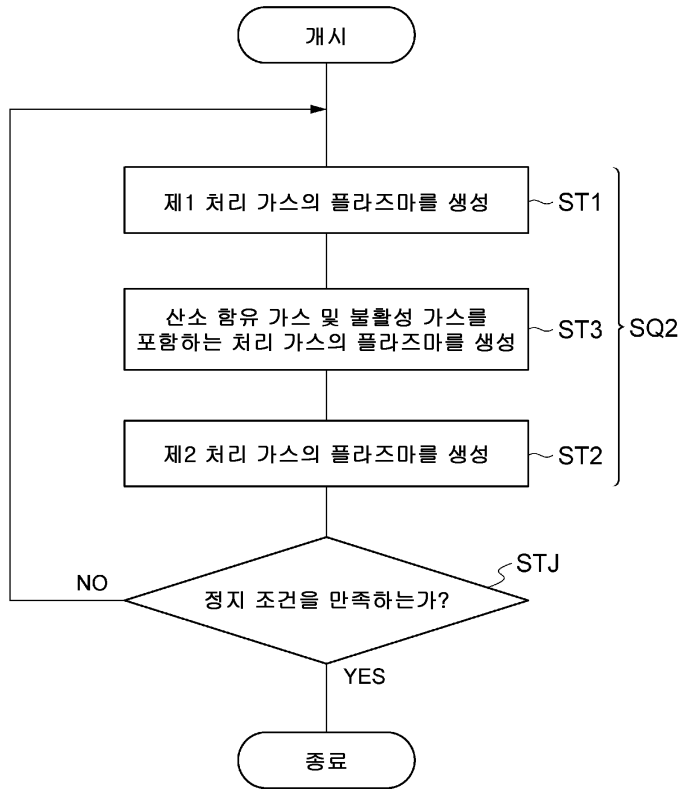 개시
제1 처리 가스의 플라즈마를 생성
ST1
산소 함유 가스 및 불활성 가스를
포함하는 처리 가스의 플라즈마를 생성
ST3
SQ2
제2 처리 가스의 플라즈마를 생성
ST2
STJ
NO
정지 조건을 만족하는가?
YES
종료